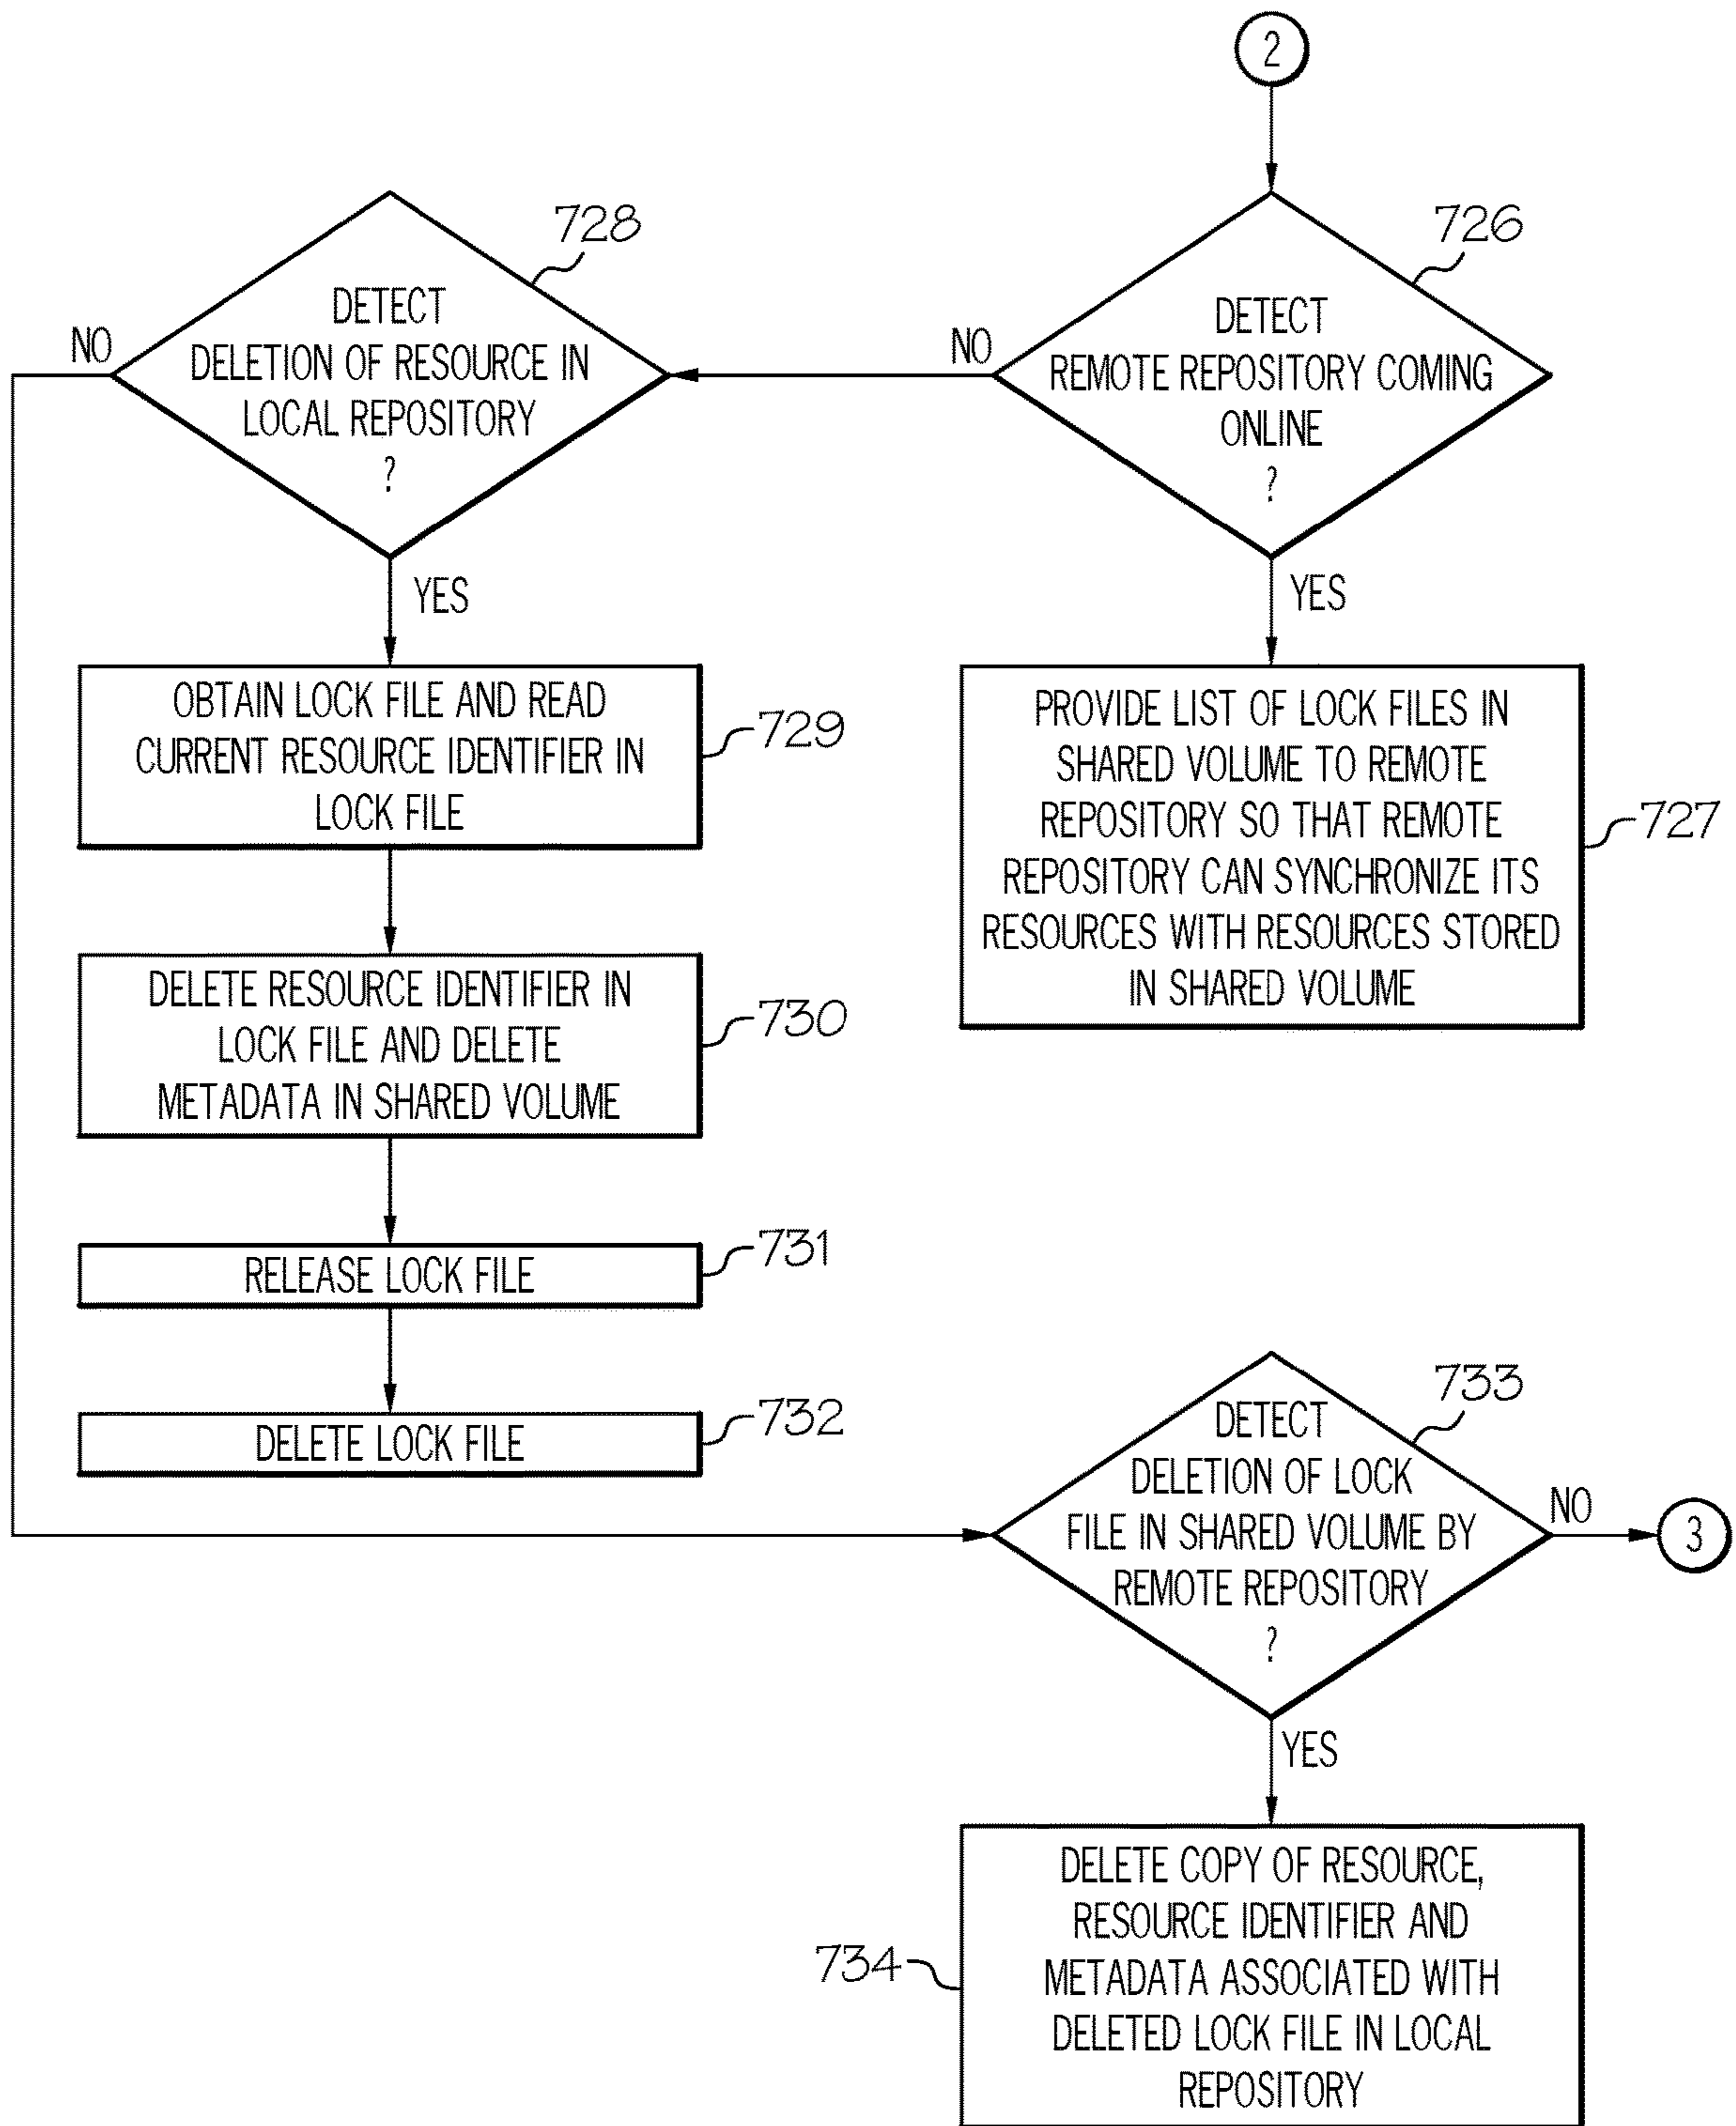 2
726
DETECT
REMOTE REPOSITORY COMING
ONLINE
?
NO
YES
728
DETECT
DELETION OF RESOURCE IN
LOCAL REPOSITORY
?
NO
YES
PROVIDE LIST OF LOCK FILES IN
SHARED VOLUME TO REMOTE
REPOSITORY SO THAT REMOTE
REPOSITORY CAN SYNCHRONIZE ITS
RESOURCES WITH RESOURCES STORED
IN SHARED VOLUME
727
OBTAIN LOCK FILE AND READ
CURRENT RESOURCE IDENTIFIER IN
LOCK FILE
729
DELETE RESOURCE IDENTIFIER IN
LOCK FILE AND DELETE
METADATA IN SHARED VOLUME
730
RELEASE LOCK FILE
731
DELETE LOCK FILE
732
733
DETECT
DELETION OF LOCK
FILE IN SHARED VOLUME BY
REMOTE REPOSITORY
?
NO
3
YES
DELETE COPY OF RESOURCE,
RESOURCE IDENTIFIER AND
METADATA ASSOCIATED WITH
DELETED LOCK FILE IN LOCAL
REPOSITORY
734